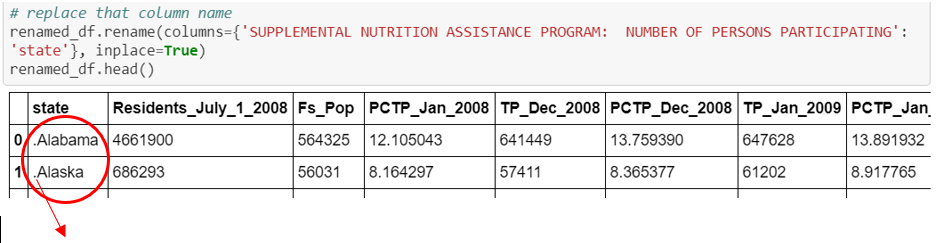 # replace that column name
renamed_df.rename(columns={'SUPPLEMENTAL NUTRITION ASSISTANCE PROGRAM:  NUMBER OF PERSONS PARTICIPATING':
'state'}, inplace=True)
renamed_df.head()
state Residents_July_1_2008 Fs_Pop PCTP_Jan_2008 TP_Dec_2008 PCTP_Dec_2008 TP_Jan_2009 PCTP_Jan_
0 .Alabama 4661900 564325 12.105043 641449 13.759390 647628 13.891932
1 .Alaska 686293 56031 8.164297 57411 8.365377 61202 8.917765